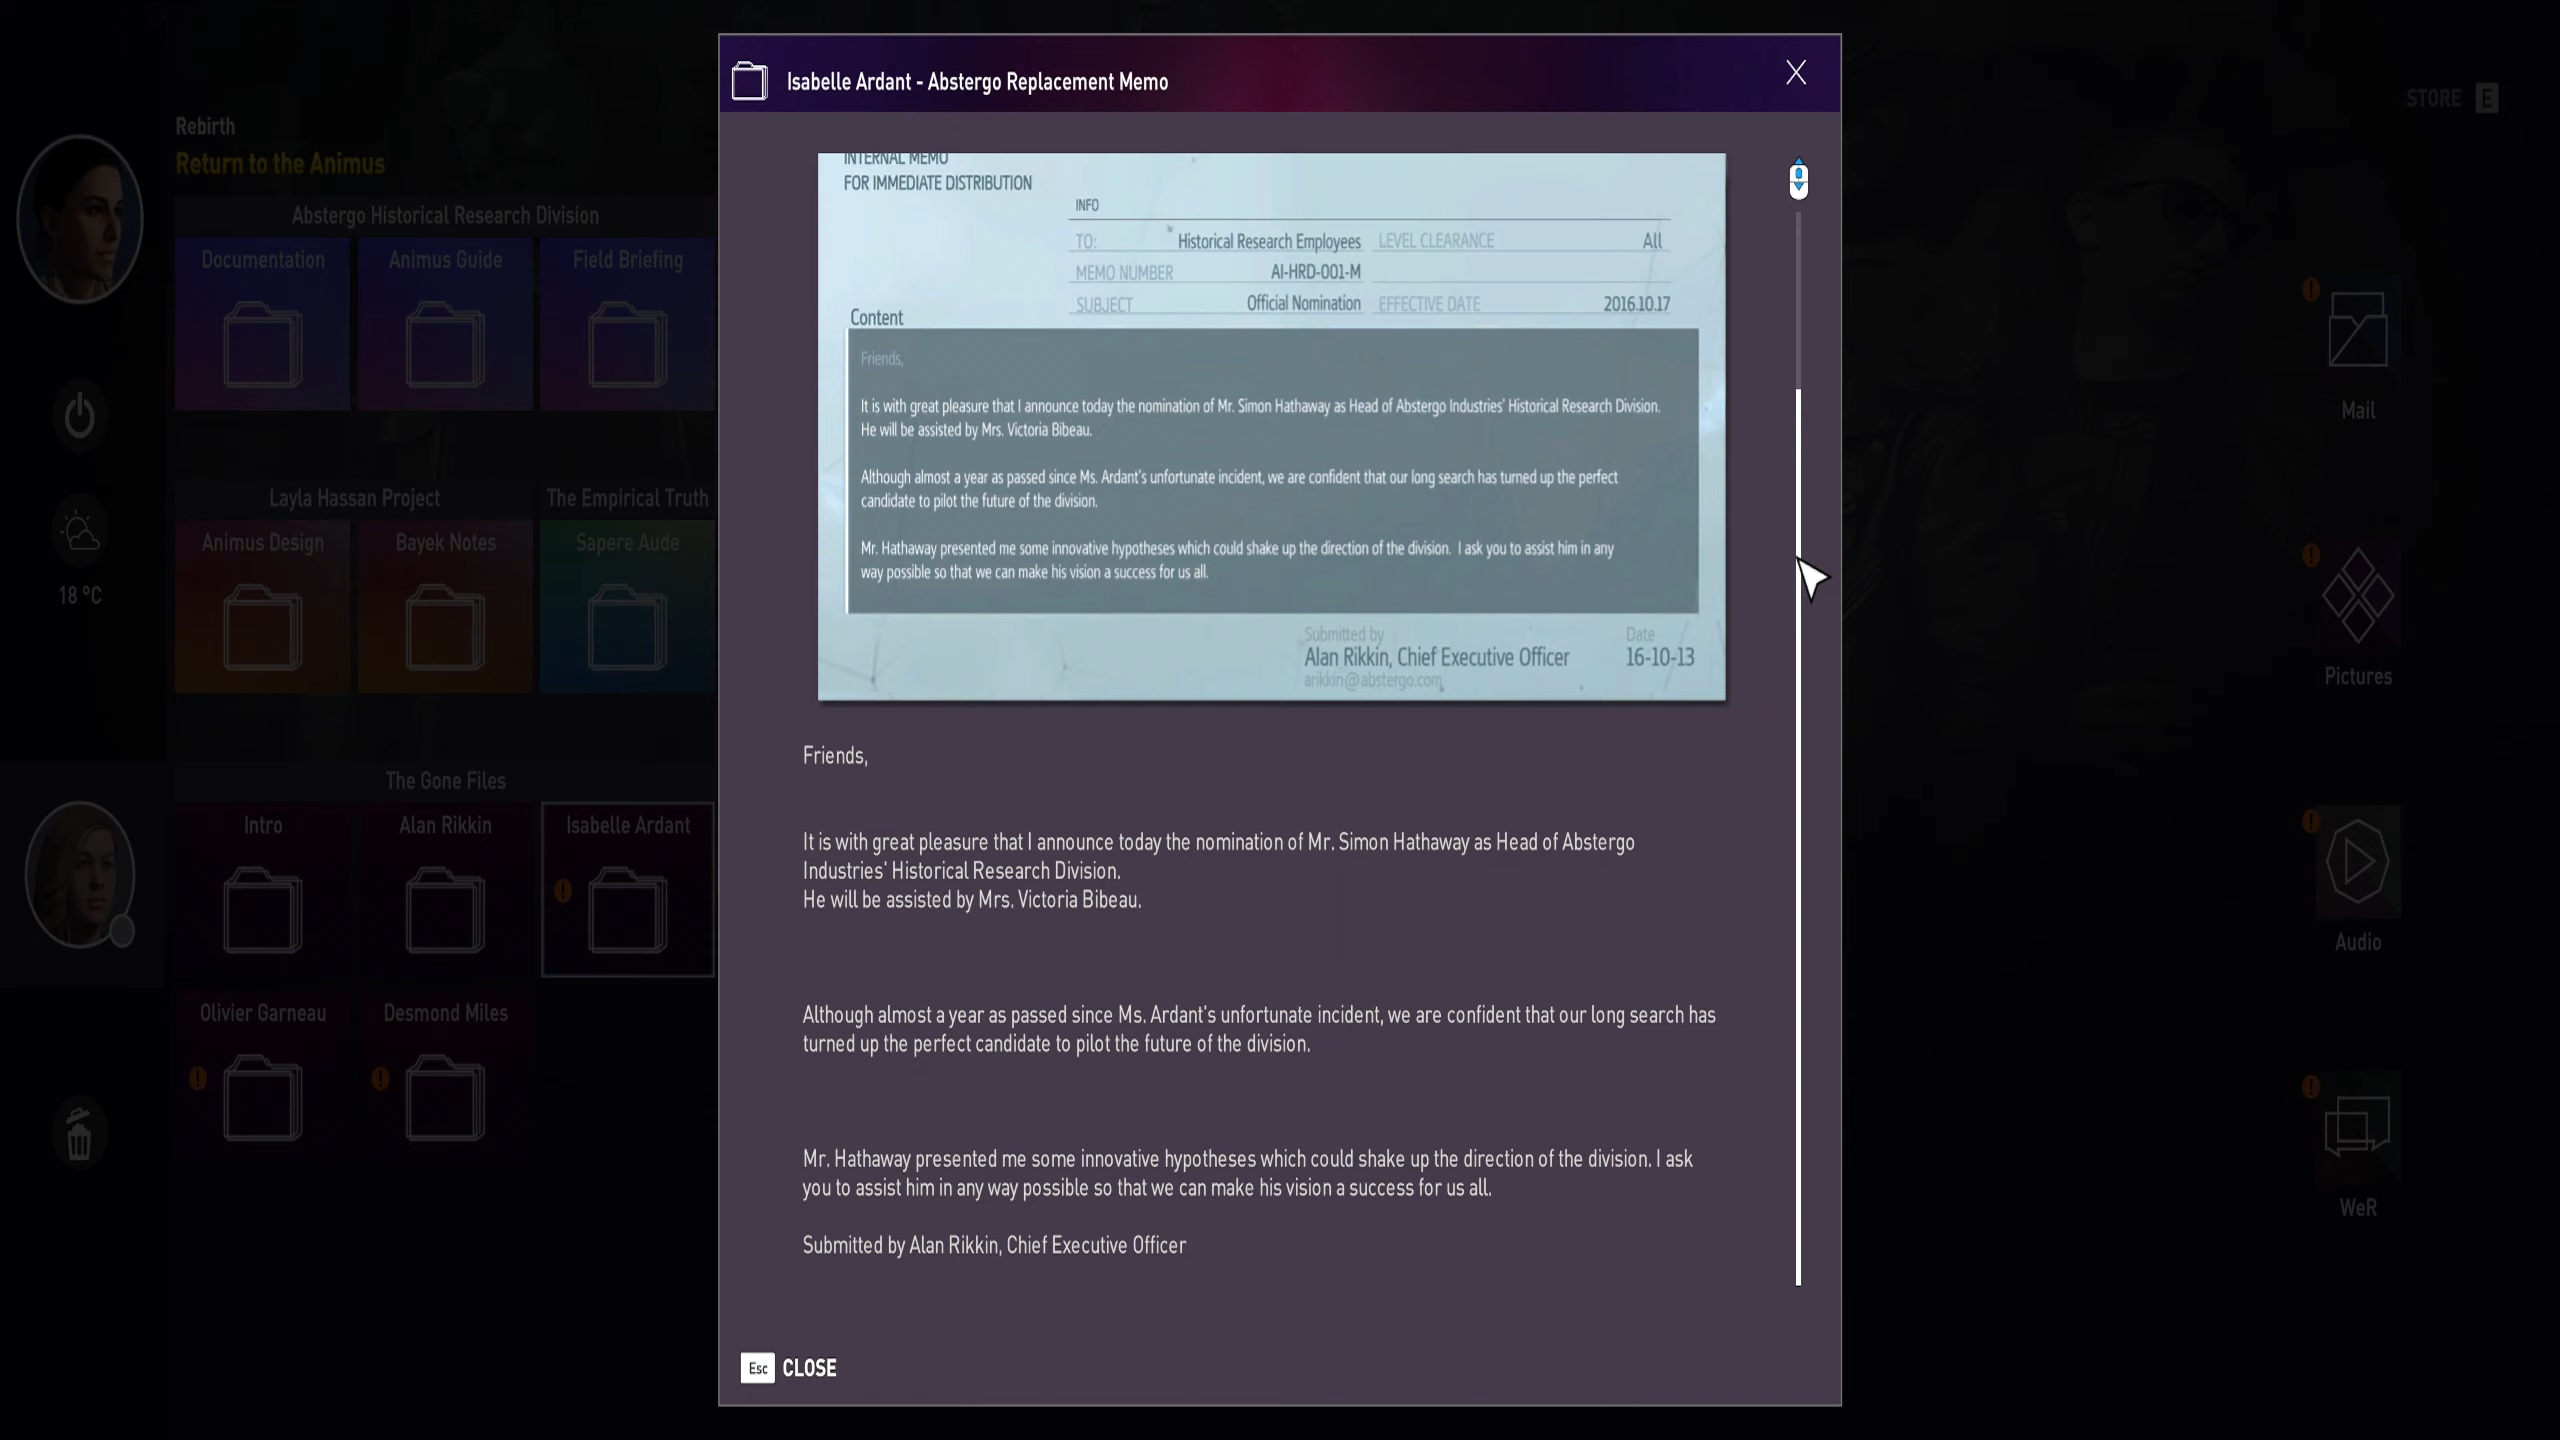 Isabelle Ardant - Abstergo Replacement Memo
STORE E
Rebirth
Return to the Animus
Abstergo Historical Research Division
Documentation
Animus Guide
Field Briefing
Layla Hassan Project
The Empirical Truth
Animus Design
Bayek Notes
Sapere Aude
18 °C
The Gone Files
Intro
Alan Rikkin
Isabelle Ardant
Olivier Garneau
Desmond Miles
INTERNAL MEMO
FOR IMMEDIATE DISTRIBUTION
INFO
TO: Historical Research Employees LEVEL CLEARANCE All
MEMO NUMBER AI-HRD-001-M
SUBJECT Official Nomination EFFECTIVE DATE 2016.10.17
Content
Friends,
It is with great pleasure that I announce today the nomination of Mr. Simon Hathaway as Head of Abstergo Industries' Historical Research Division.
He will be assisted by Mrs. Victoria Bibeau.
Although almost a year as passed since Ms. Ardant's unfortunate incident, we are confident that our long search has turned up the perfect
candidate to pilot the future of the division.
Mr. Hathaway presented me some innovative hypotheses which could shake up the direction of the division. I ask you to assist him in any
way possible so that we can make his vision a success for us all.
Submitted by Date
Alan Rikkin, Chief Executive Officer 16-10-13
arikkin@abstergo.com
Friends,
It is with great pleasure that I announce today the nomination of Mr. Simon Hathaway as Head of Abstergo
Industries' Historical Research Division.
He will be assisted by Mrs. Victoria Bibeau.
Although almost a year as passed since Ms. Ardant's unfortunate incident, we are confident that our long search has
turned up the perfect candidate to pilot the future of the division.
Mr. Hathaway presented me some innovative hypotheses which could shake up the direction of the division. I ask
you to assist him in any way possible so that we can make his vision a success for us all.
Submitted by Alan Rikkin, Chief Executive Officer
Esc CLOSE
Mail
Pictures
Audio
WeR